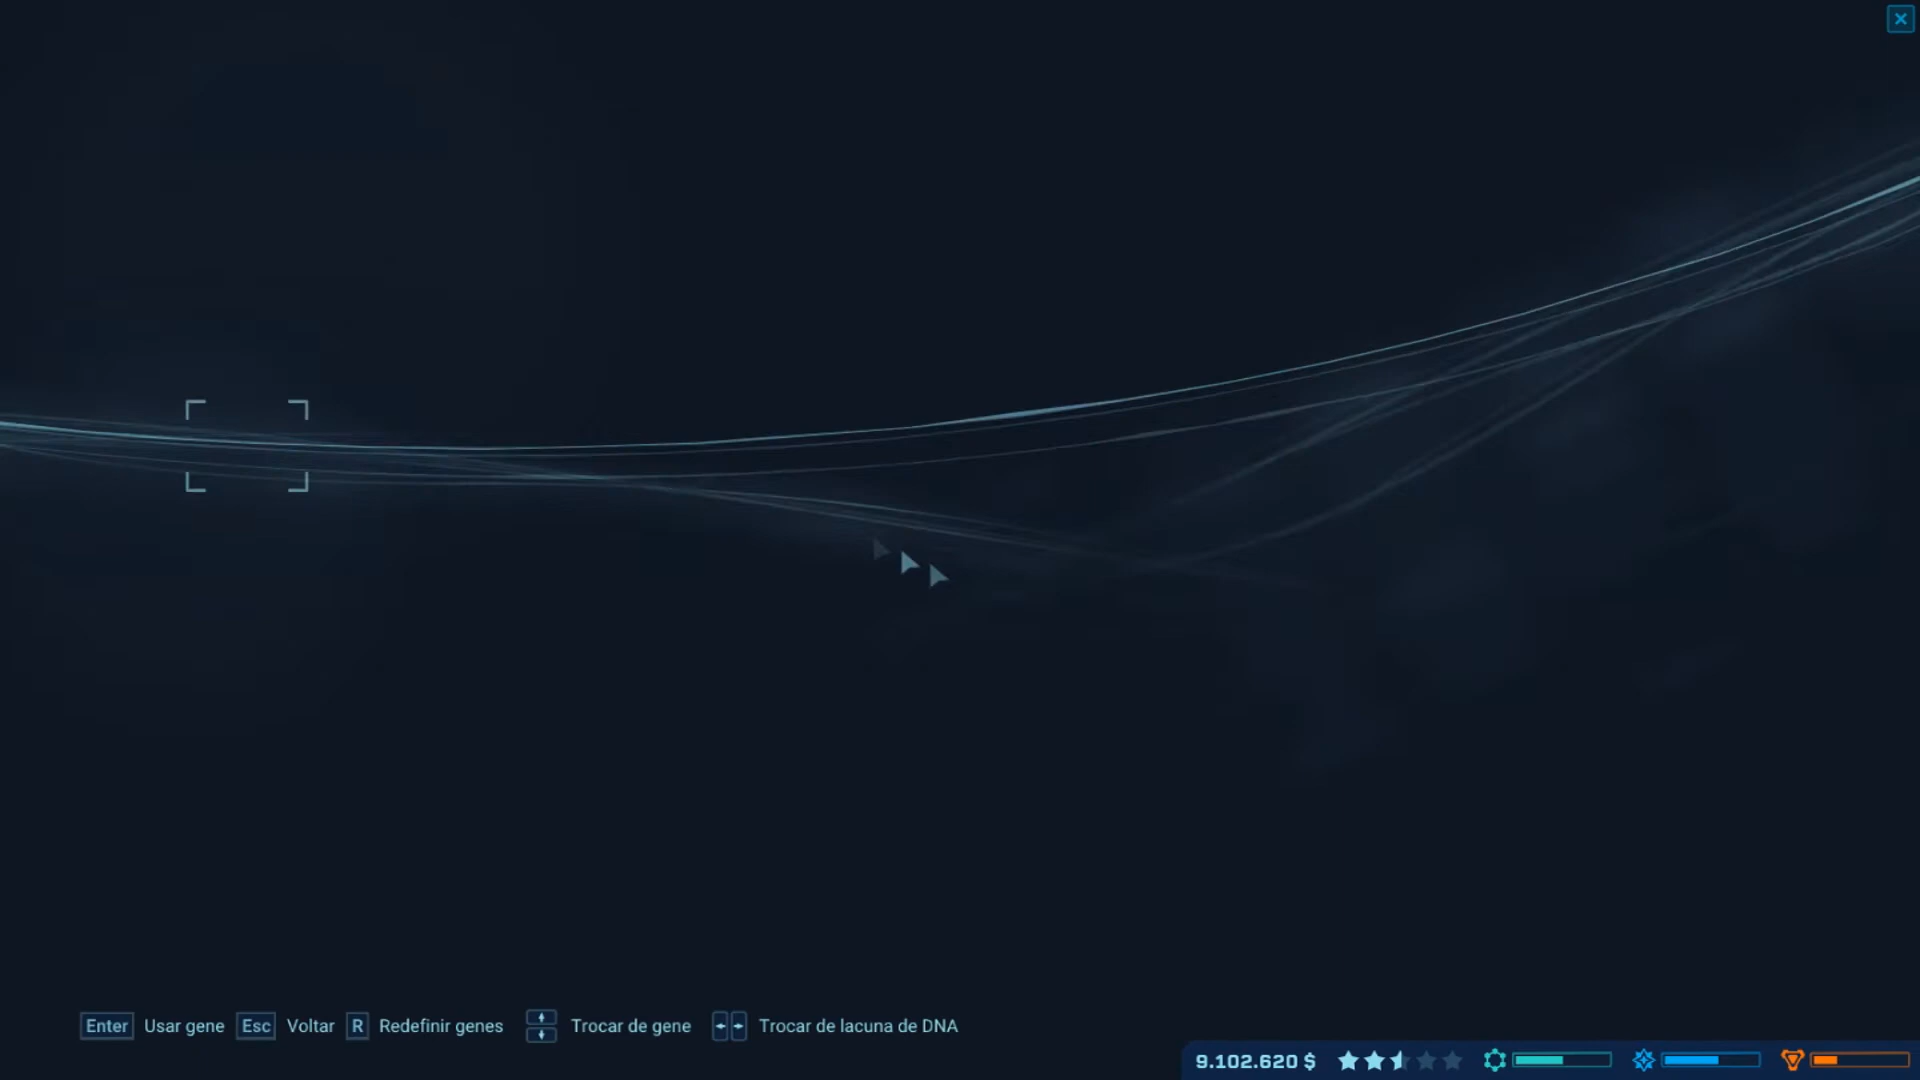 Enter Usar gene Esc Voltar R Redefinir genes Trocar de gene Trocar de lacuna de DNA
9.102.620 $